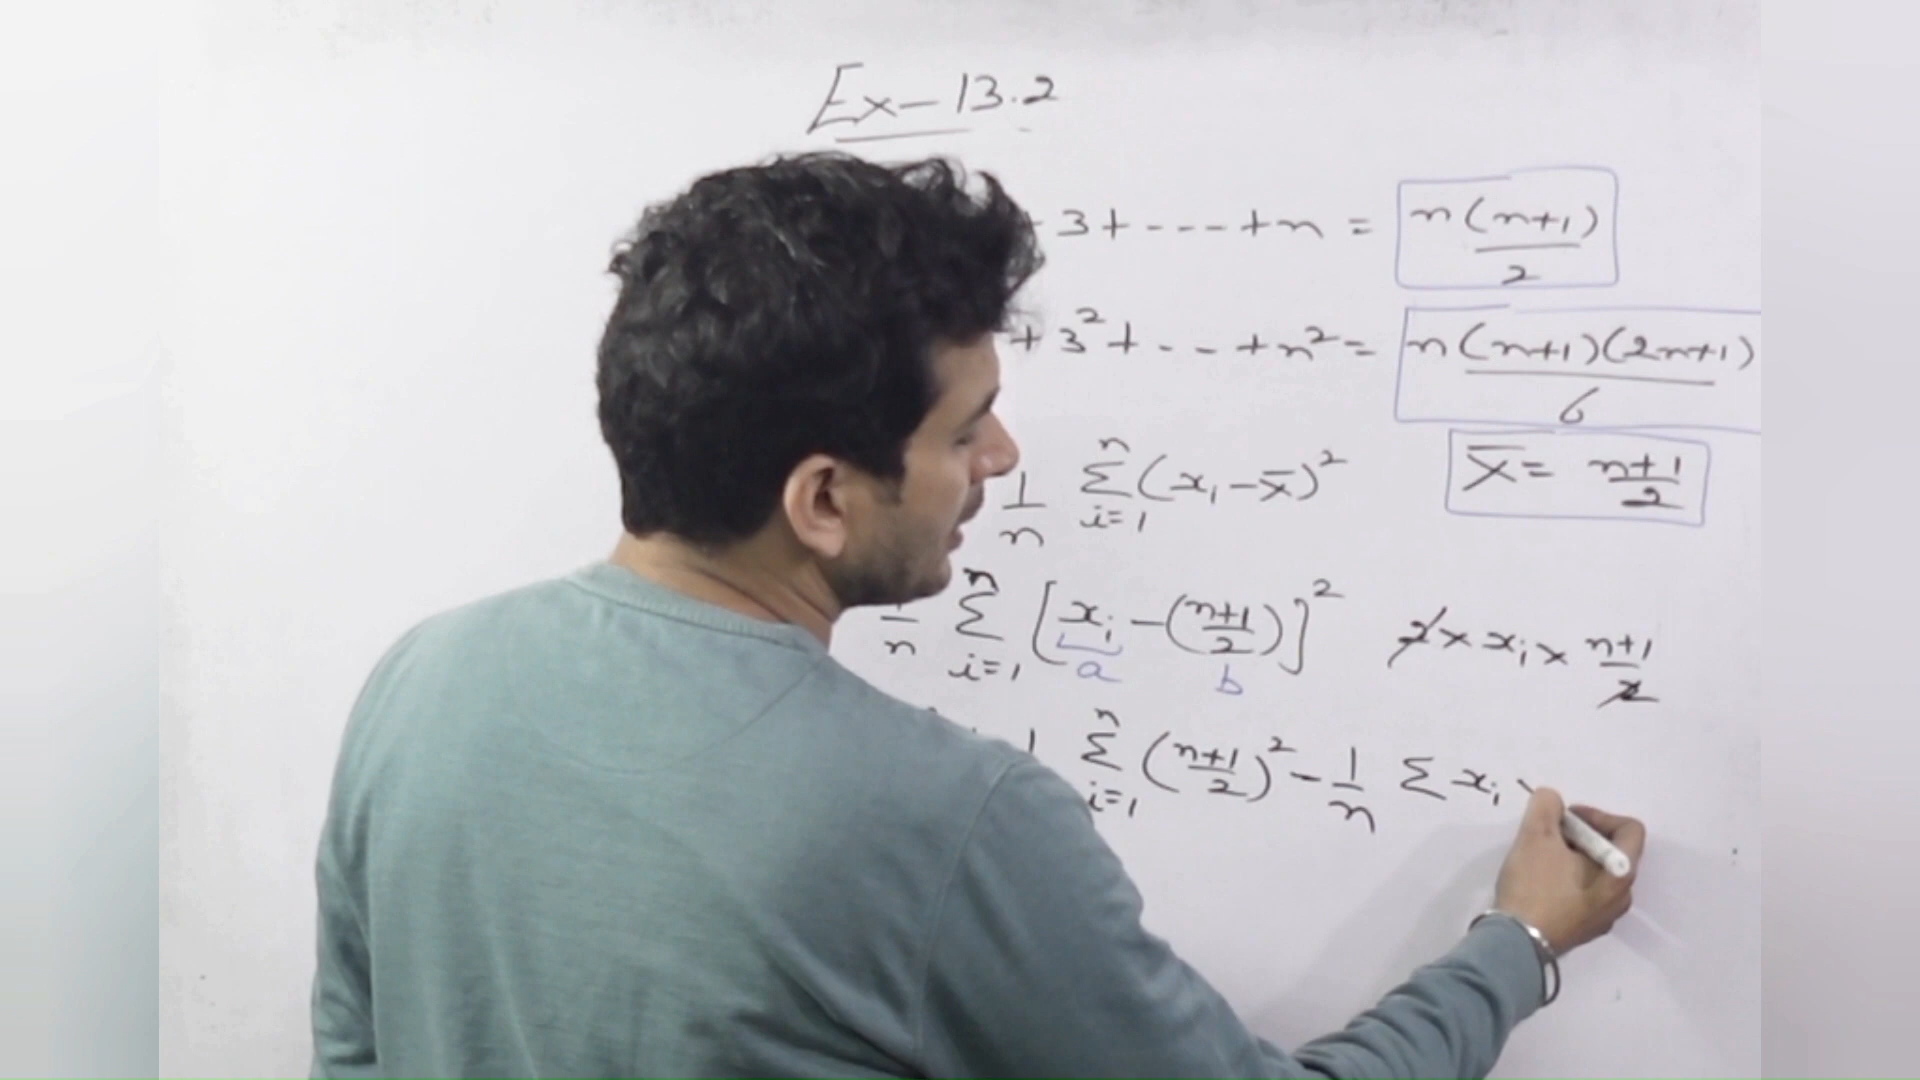 Ex - 13.2
3 + - - - + n = n(n+1)/2
+ 3² + - - - + n² = n(n+1)(2n+1)/6
1/n Σ_{i=1}^{n} (x_i - x̄)²
X̄ = n+1/2
1/n Σ_{i=1}^{n} [x_i - (n+1/2)]²
a b
2 × x_i × n+1/2
Σ_{i=1}^{n} (n+1/2)² - 1/n Σ x_i